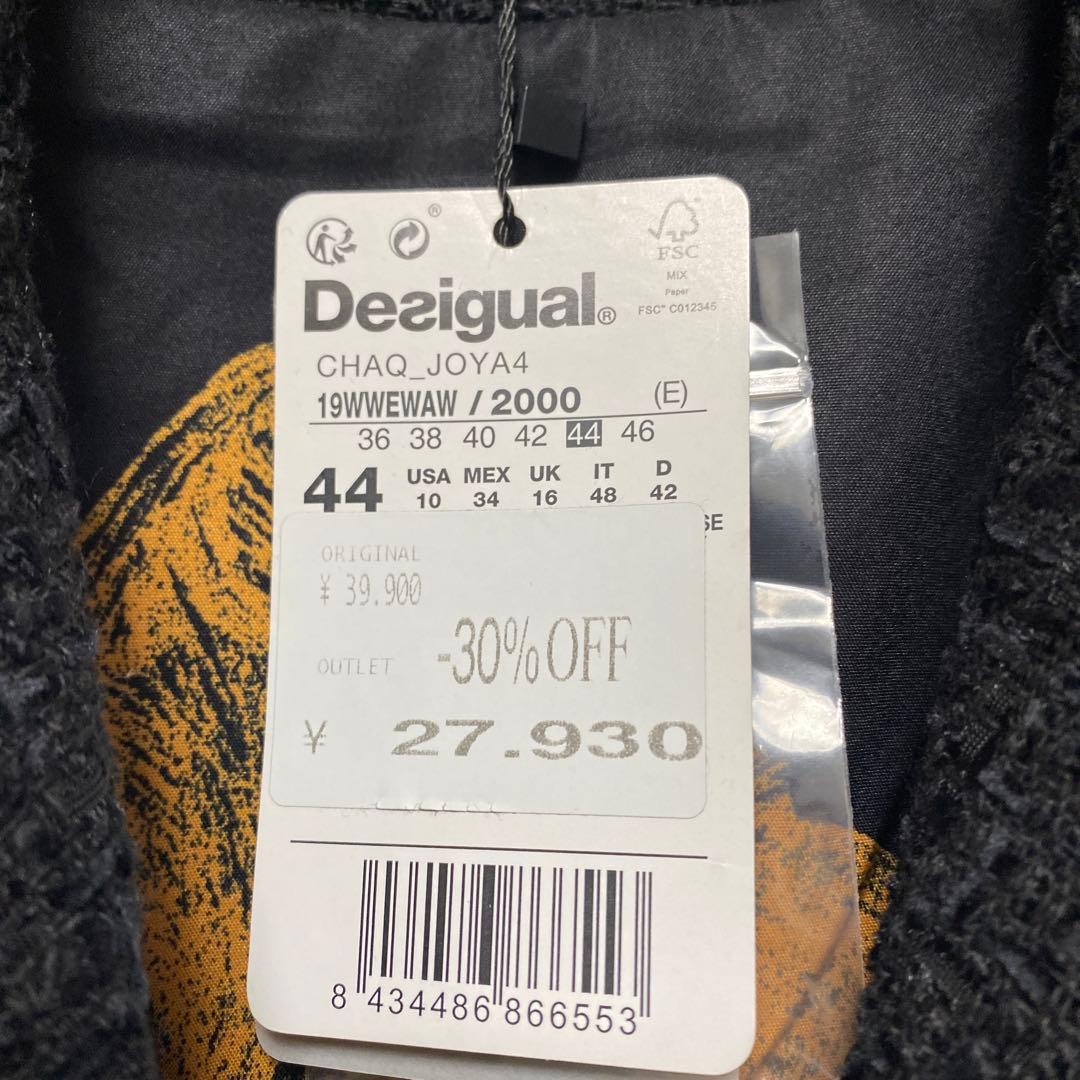 ®
FSC
MIX
Paper
FSC® C012345
Desigual®
CHAQ_JOYA4
19WWEWAW / 2000 (E)
36 38 40 42 44 46
44 USA MEX UK IT D
10 34 16 48 42
SE
ORIGINAL
¥ 39.900
OUTLET -30%OFF
¥ 27.930
8 434486 866553